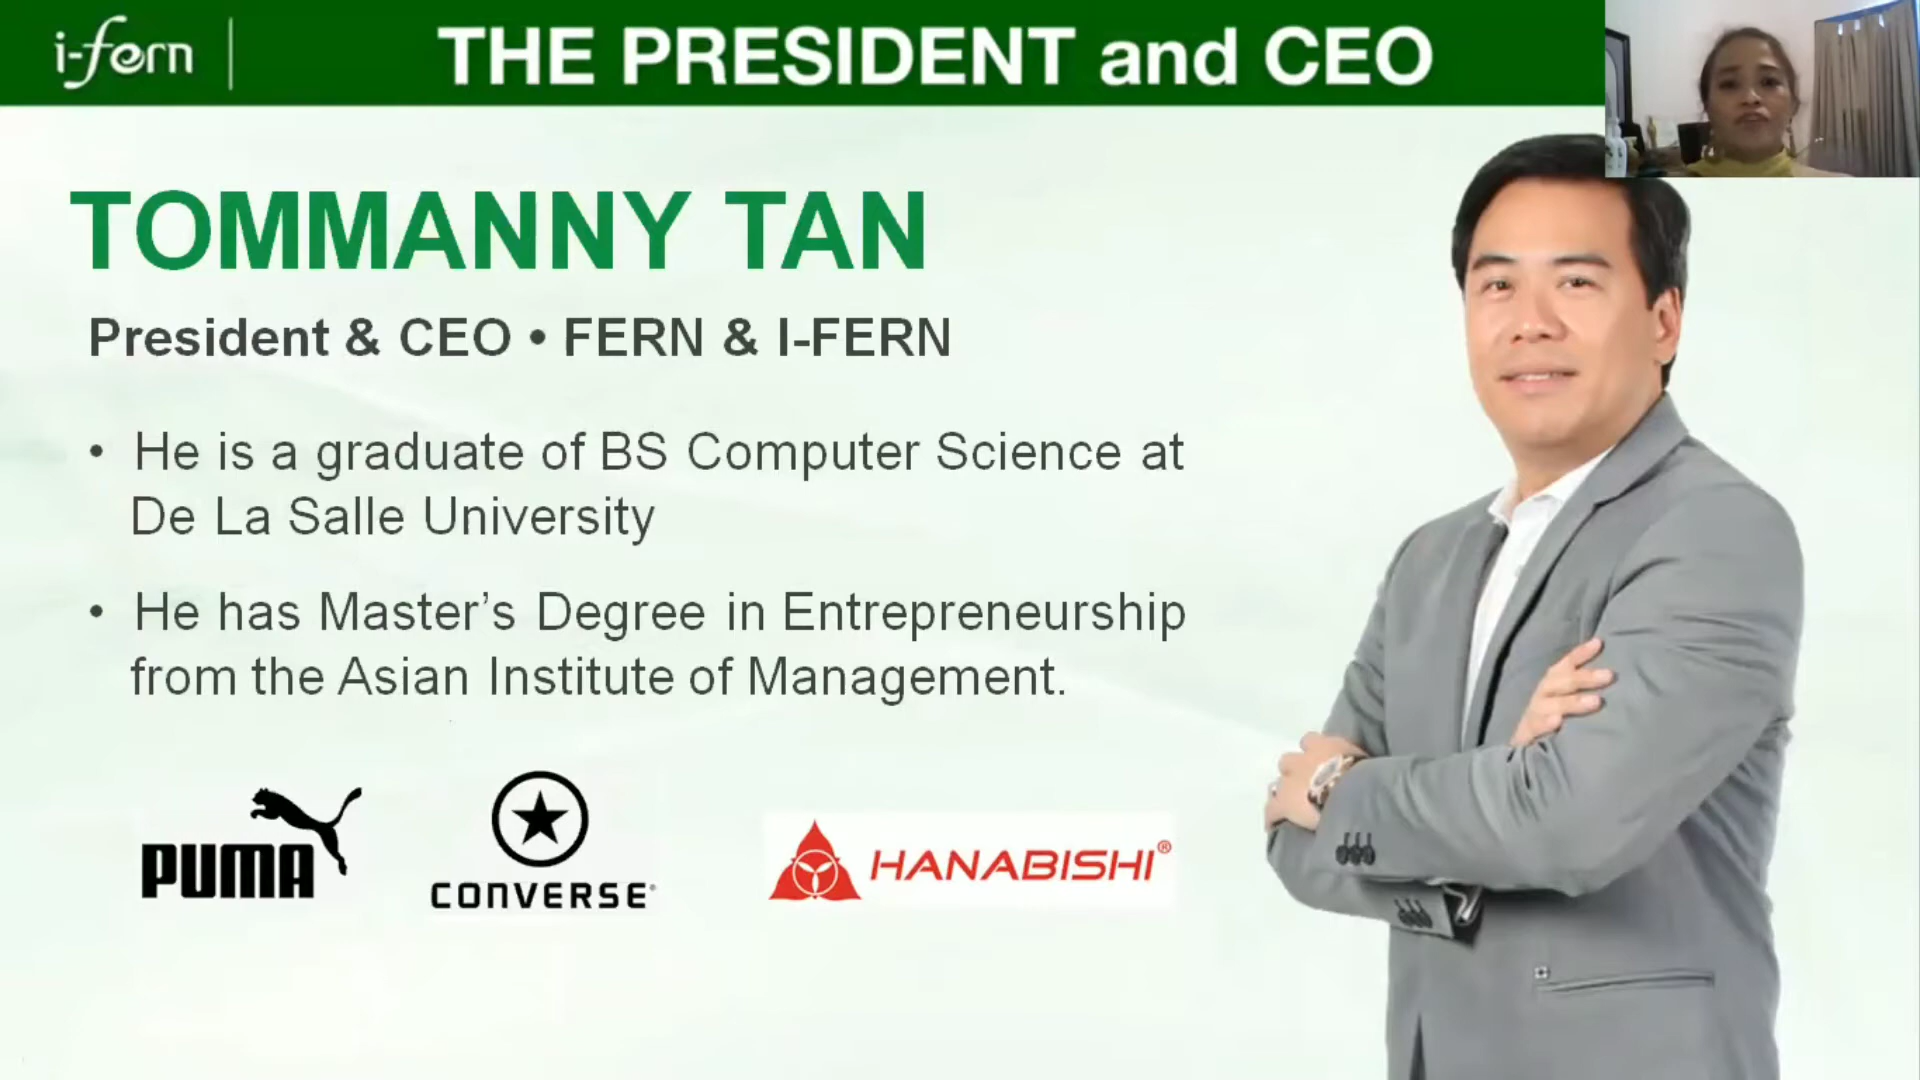 i-fern
THE PRESIDENT and CEO
TOMMANNY TAN
President & CEO • FERN & I-FERN
• He is a graduate of BS Computer Science at
De La Salle University
• He has Master’s Degree in Entrepreneurship
from the Asian Institute of Management.
PUMA
CONVERSE®
HANABISHI®